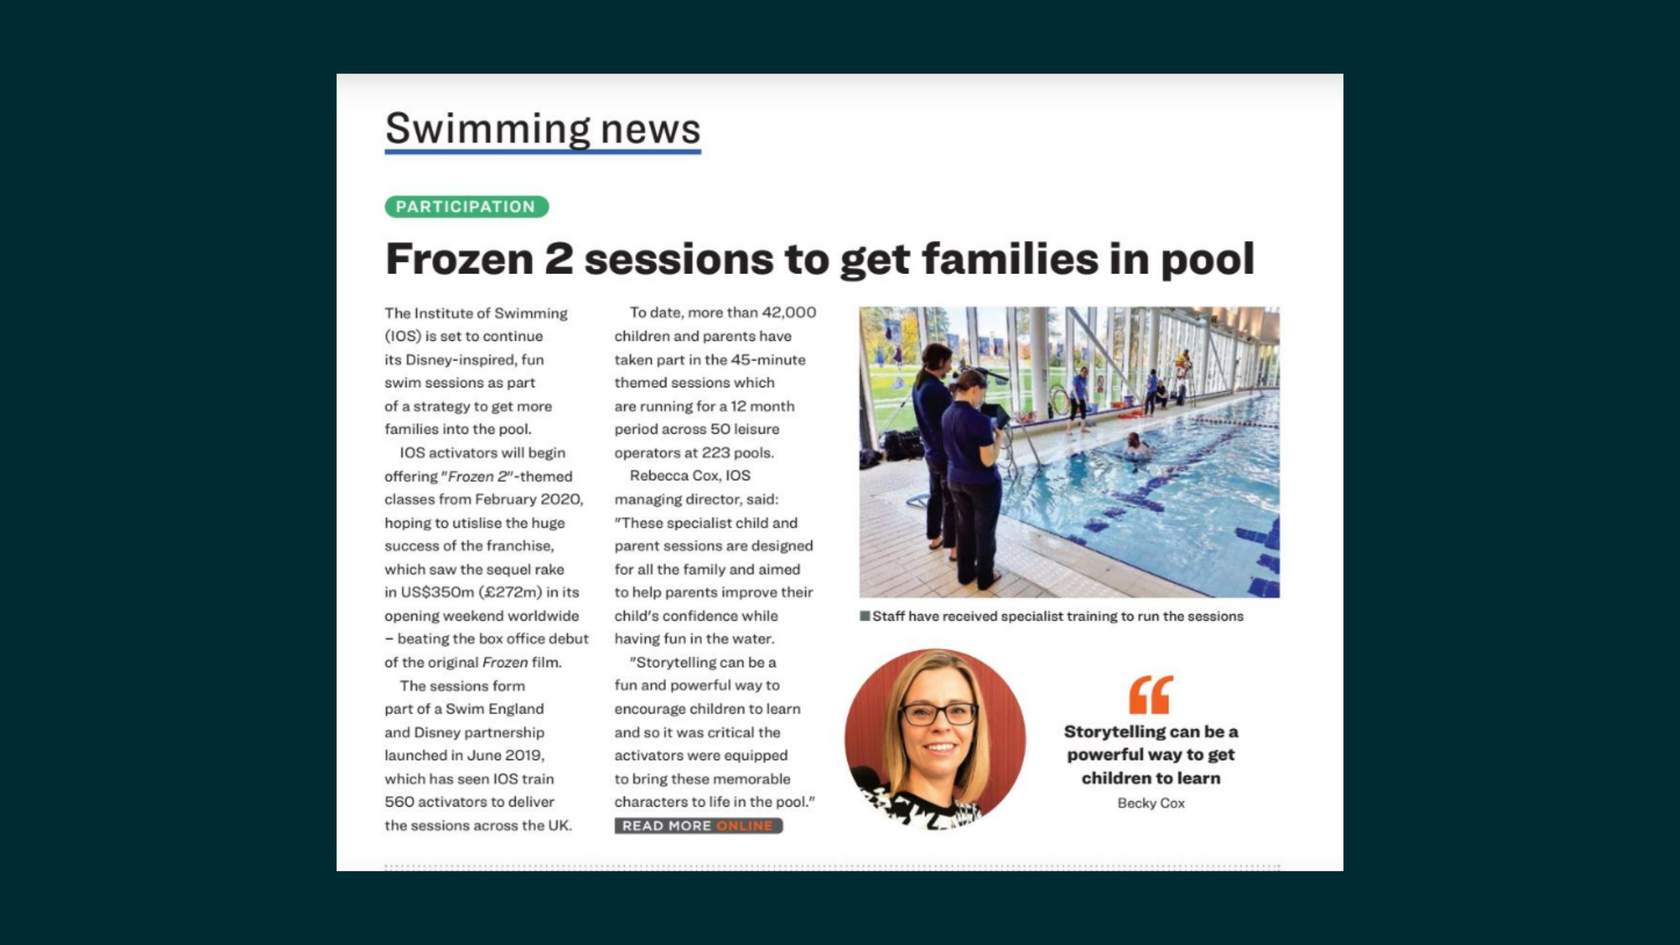 Swimming news
PARTICIPATION
Frozen 2 sessions to get families in pool
The Institute of Swimming
(IOS) is set to continue
its Disney-inspired, fun
swim sessions as part
of a strategy to get more
families into the pool.
IOS activators will begin
offering "Frozen 2"-themed
classes from February 2020,
hoping to utislise the huge
success of the franchise,
which saw the sequel rake
in US$350m (£272m) in its
opening weekend worldwide
– beating the box office debut
of the original Frozen film.
The sessions form
part of a Swim England
and Disney partnership
launched in June 2019,
which has seen IOS train
560 activators to deliver
the sessions across the UK.
To date, more than 42,000
children and parents have
taken part in the 45-minute
themed sessions which
are running for a 12 month
period across 50 leisure
operators at 223 pools.
Rebecca Cox, IOS
managing director, said:
"These specialist child and
parent sessions are designed
for all the family and aimed
to help parents improve their
child's confidence while
having fun in the water.
"Storytelling can be a
fun and powerful way to
encourage children to learn
and so it was critical the
activators were equipped
to bring these memorable
characters to life in the pool."
READ MORE ONLINE
Staff have received specialist training to run the sessions
“
Storytelling can be a
powerful way to get
children to learn
Becky Cox